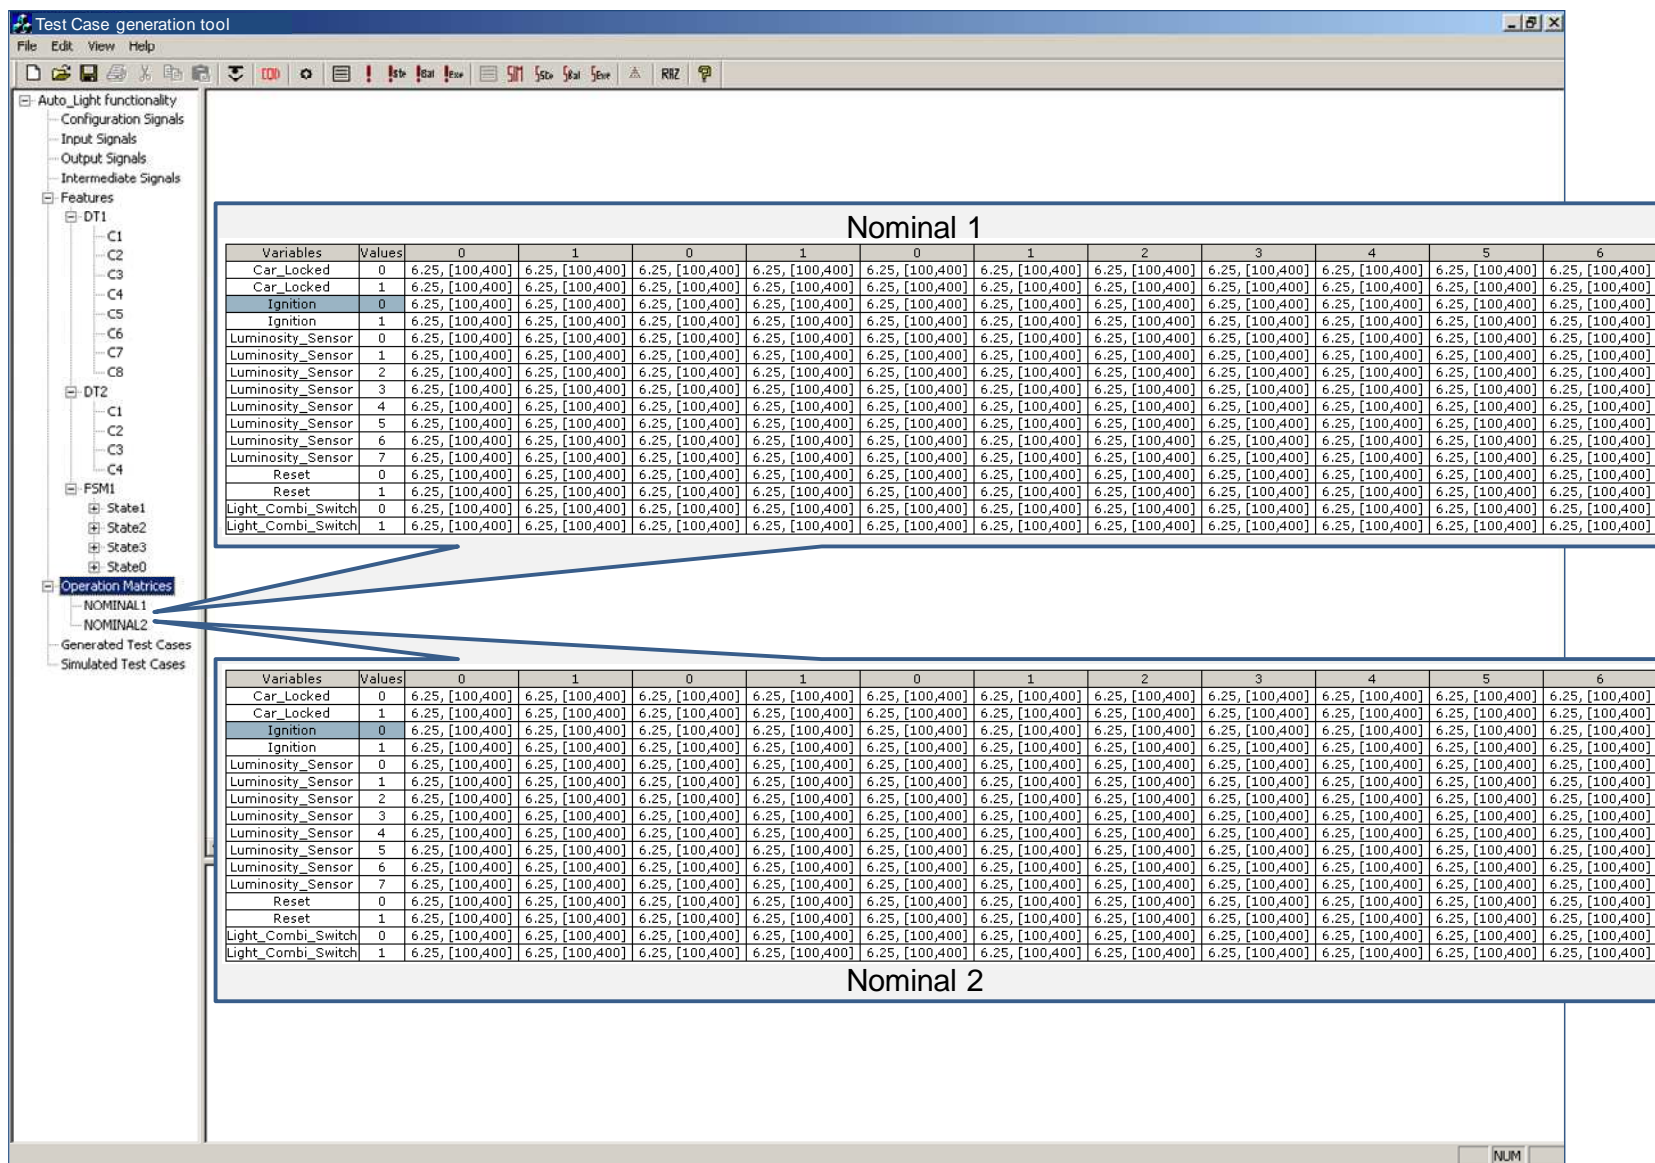 Test Case generation tool
File Edit View Help
!Ste !Bal !Exe SIM SSte SBal SExe RHZ
Auto_Light functionality
Configuration Signals
Input Signals
Output Signals
Intermediate Signals
Features
DT1
C1
C2
C3
C4
C5
C6
C7
C8
DT2
C1
C2
C3
C4
FSM1
State1
State2
State3
State0
Operation Matrices
NOMINAL1
NOMINAL2
Generated Test Cases
Simulated Test Cases
Nominal 1
Variables Values 0 1 0 1 0 1 2 3 4 5 6
Car_Locked 0 6.25, [100,400] 6.25, [100,400] 6.25, [100,400] 6.25, [100,400] 6.25, [100,400] 6.25, [100,400] 6.25, [100,400] 6.25, [100,400] 6.25, [100,400] 6.25, [100,400] 6.25, [100,400]
Car_Locked 1 6.25, [100,400] 6.25, [100,400] 6.25, [100,400] 6.25, [100,400] 6.25, [100,400] 6.25, [100,400] 6.25, [100,400] 6.25, [100,400] 6.25, [100,400] 6.25, [100,400] 6.25, [100,400]
Ignition 0 6.25, [100,400] 6.25, [100,400] 6.25, [100,400] 6.25, [100,400] 6.25, [100,400] 6.25, [100,400] 6.25, [100,400] 6.25, [100,400] 6.25, [100,400] 6.25, [100,400] 6.25, [100,400]
Ignition 1 6.25, [100,400] 6.25, [100,400] 6.25, [100,400] 6.25, [100,400] 6.25, [100,400] 6.25, [100,400] 6.25, [100,400] 6.25, [100,400] 6.25, [100,400] 6.25, [100,400] 6.25, [100,400]
Luminosity_Sensor 0 6.25, [100,400] 6.25, [100,400] 6.25, [100,400] 6.25, [100,400] 6.25, [100,400] 6.25, [100,400] 6.25, [100,400] 6.25, [100,400] 6.25, [100,400] 6.25, [100,400] 6.25, [100,400]
Luminosity_Sensor 1 6.25, [100,400] 6.25, [100,400] 6.25, [100,400] 6.25, [100,400] 6.25, [100,400] 6.25, [100,400] 6.25, [100,400] 6.25, [100,400] 6.25, [100,400] 6.25, [100,400] 6.25, [100,400]
Luminosity_Sensor 2 6.25, [100,400] 6.25, [100,400] 6.25, [100,400] 6.25, [100,400] 6.25, [100,400] 6.25, [100,400] 6.25, [100,400] 6.25, [100,400] 6.25, [100,400] 6.25, [100,400] 6.25, [100,400]
Luminosity_Sensor 3 6.25, [100,400] 6.25, [100,400] 6.25, [100,400] 6.25, [100,400] 6.25, [100,400] 6.25, [100,400] 6.25, [100,400] 6.25, [100,400] 6.25, [100,400] 6.25, [100,400] 6.25, [100,400]
Luminosity_Sensor 4 6.25, [100,400] 6.25, [100,400] 6.25, [100,400] 6.25, [100,400] 6.25, [100,400] 6.25, [100,400] 6.25, [100,400] 6.25, [100,400] 6.25, [100,400] 6.25, [100,400] 6.25, [100,400]
Luminosity_Sensor 5 6.25, [100,400] 6.25, [100,400] 6.25, [100,400] 6.25, [100,400] 6.25, [100,400] 6.25, [100,400] 6.25, [100,400] 6.25, [100,400] 6.25, [100,400] 6.25, [100,400] 6.25, [100,400]
Luminosity_Sensor 6 6.25, [100,400] 6.25, [100,400] 6.25, [100,400] 6.25, [100,400] 6.25, [100,400] 6.25, [100,400] 6.25, [100,400] 6.25, [100,400] 6.25, [100,400] 6.25, [100,400] 6.25, [100,400]
Luminosity_Sensor 7 6.25, [100,400] 6.25, [100,400] 6.25, [100,400] 6.25, [100,400] 6.25, [100,400] 6.25, [100,400] 6.25, [100,400] 6.25, [100,400] 6.25, [100,400] 6.25, [100,400] 6.25, [100,400]
Reset 0 6.25, [100,400] 6.25, [100,400] 6.25, [100,400] 6.25, [100,400] 6.25, [100,400] 6.25, [100,400] 6.25, [100,400] 6.25, [100,400] 6.25, [100,400] 6.25, [100,400] 6.25, [100,400]
Reset 1 6.25, [100,400] 6.25, [100,400] 6.25, [100,400] 6.25, [100,400] 6.25, [100,400] 6.25, [100,400] 6.25, [100,400] 6.25, [100,400] 6.25, [100,400] 6.25, [100,400] 6.25, [100,400]
Light_Combi_Switch 0 6.25, [100,400] 6.25, [100,400] 6.25, [100,400] 6.25, [100,400] 6.25, [100,400] 6.25, [100,400] 6.25, [100,400] 6.25, [100,400] 6.25, [100,400] 6.25, [100,400] 6.25, [100,400]
Light_Combi_Switch 1 6.25, [100,400] 6.25, [100,400] 6.25, [100,400] 6.25, [100,400] 6.25, [100,400] 6.25, [100,400] 6.25, [100,400] 6.25, [100,400] 6.25, [100,400] 6.25, [100,400] 6.25, [100,400]
Variables Values 0 1 0 1 0 1 2 3 4 5 6
Car_Locked 0 6.25, [100,400] 6.25, [100,400] 6.25, [100,400] 6.25, [100,400] 6.25, [100,400] 6.25, [100,400] 6.25, [100,400] 6.25, [100,400] 6.25, [100,400] 6.25, [100,400] 6.25, [100,400]
Car_Locked 1 6.25, [100,400] 6.25, [100,400] 6.25, [100,400] 6.25, [100,400] 6.25, [100,400] 6.25, [100,400] 6.25, [100,400] 6.25, [100,400] 6.25, [100,400] 6.25, [100,400] 6.25, [100,400]
Ignition 0 6.25, [100,400] 6.25, [100,400] 6.25, [100,400] 6.25, [100,400] 6.25, [100,400] 6.25, [100,400] 6.25, [100,400] 6.25, [100,400] 6.25, [100,400] 6.25, [100,400] 6.25, [100,400]
Ignition 1 6.25, [100,400] 6.25, [100,400] 6.25, [100,400] 6.25, [100,400] 6.25, [100,400] 6.25, [100,400] 6.25, [100,400] 6.25, [100,400] 6.25, [100,400] 6.25, [100,400] 6.25, [100,400]
Luminosity_Sensor 0 6.25, [100,400] 6.25, [100,400] 6.25, [100,400] 6.25, [100,400] 6.25, [100,400] 6.25, [100,400] 6.25, [100,400] 6.25, [100,400] 6.25, [100,400] 6.25, [100,400] 6.25, [100,400]
Luminosity_Sensor 1 6.25, [100,400] 6.25, [100,400] 6.25, [100,400] 6.25, [100,400] 6.25, [100,400] 6.25, [100,400] 6.25, [100,400] 6.25, [100,400] 6.25, [100,400] 6.25, [100,400] 6.25, [100,400]
Luminosity_Sensor 2 6.25, [100,400] 6.25, [100,400] 6.25, [100,400] 6.25, [100,400] 6.25, [100,400] 6.25, [100,400] 6.25, [100,400] 6.25, [100,400] 6.25, [100,400] 6.25, [100,400] 6.25, [100,400]
Luminosity_Sensor 3 6.25, [100,400] 6.25, [100,400] 6.25, [100,400] 6.25, [100,400] 6.25, [100,400] 6.25, [100,400] 6.25, [100,400] 6.25, [100,400] 6.25, [100,400] 6.25, [100,400] 6.25, [100,400]
Luminosity_Sensor 4 6.25, [100,400] 6.25, [100,400] 6.25, [100,400] 6.25, [100,400] 6.25, [100,400] 6.25, [100,400] 6.25, [100,400] 6.25, [100,400] 6.25, [100,400] 6.25, [100,400] 6.25, [100,400]
Luminosity_Sensor 5 6.25, [100,400] 6.25, [100,400] 6.25, [100,400] 6.25, [100,400] 6.25, [100,400] 6.25, [100,400] 6.25, [100,400] 6.25, [100,400] 6.25, [100,400] 6.25, [100,400] 6.25, [100,400]
Luminosity_Sensor 6 6.25, [100,400] 6.25, [100,400] 6.25, [100,400] 6.25, [100,400] 6.25, [100,400] 6.25, [100,400] 6.25, [100,400] 6.25, [100,400] 6.25, [100,400] 6.25, [100,400] 6.25, [100,400]
Luminosity_Sensor 7 6.25, [100,400] 6.25, [100,400] 6.25, [100,400] 6.25, [100,400] 6.25, [100,400] 6.25, [100,400] 6.25, [100,400] 6.25, [100,400] 6.25, [100,400] 6.25, [100,400] 6.25, [100,400]
Reset 0 6.25, [100,400] 6.25, [100,400] 6.25, [100,400] 6.25, [100,400] 6.25, [100,400] 6.25, [100,400] 6.25, [100,400] 6.25, [100,400] 6.25, [100,400] 6.25, [100,400] 6.25, [100,400]
Reset 1 6.25, [100,400] 6.25, [100,400] 6.25, [100,400] 6.25, [100,400] 6.25, [100,400] 6.25, [100,400] 6.25, [100,400] 6.25, [100,400] 6.25, [100,400] 6.25, [100,400] 6.25, [100,400]
Light_Combi_Switch 0 6.25, [100,400] 6.25, [100,400] 6.25, [100,400] 6.25, [100,400] 6.25, [100,400] 6.25, [100,400] 6.25, [100,400] 6.25, [100,400] 6.25, [100,400] 6.25, [100,400] 6.25, [100,400]
Light_Combi_Switch 1 6.25, [100,400] 6.25, [100,400] 6.25, [100,400] 6.25, [100,400] 6.25, [100,400] 6.25, [100,400] 6.25, [100,400] 6.25, [100,400] 6.25, [100,400] 6.25, [100,400] 6.25, [100,400]
Nominal 2
NUM